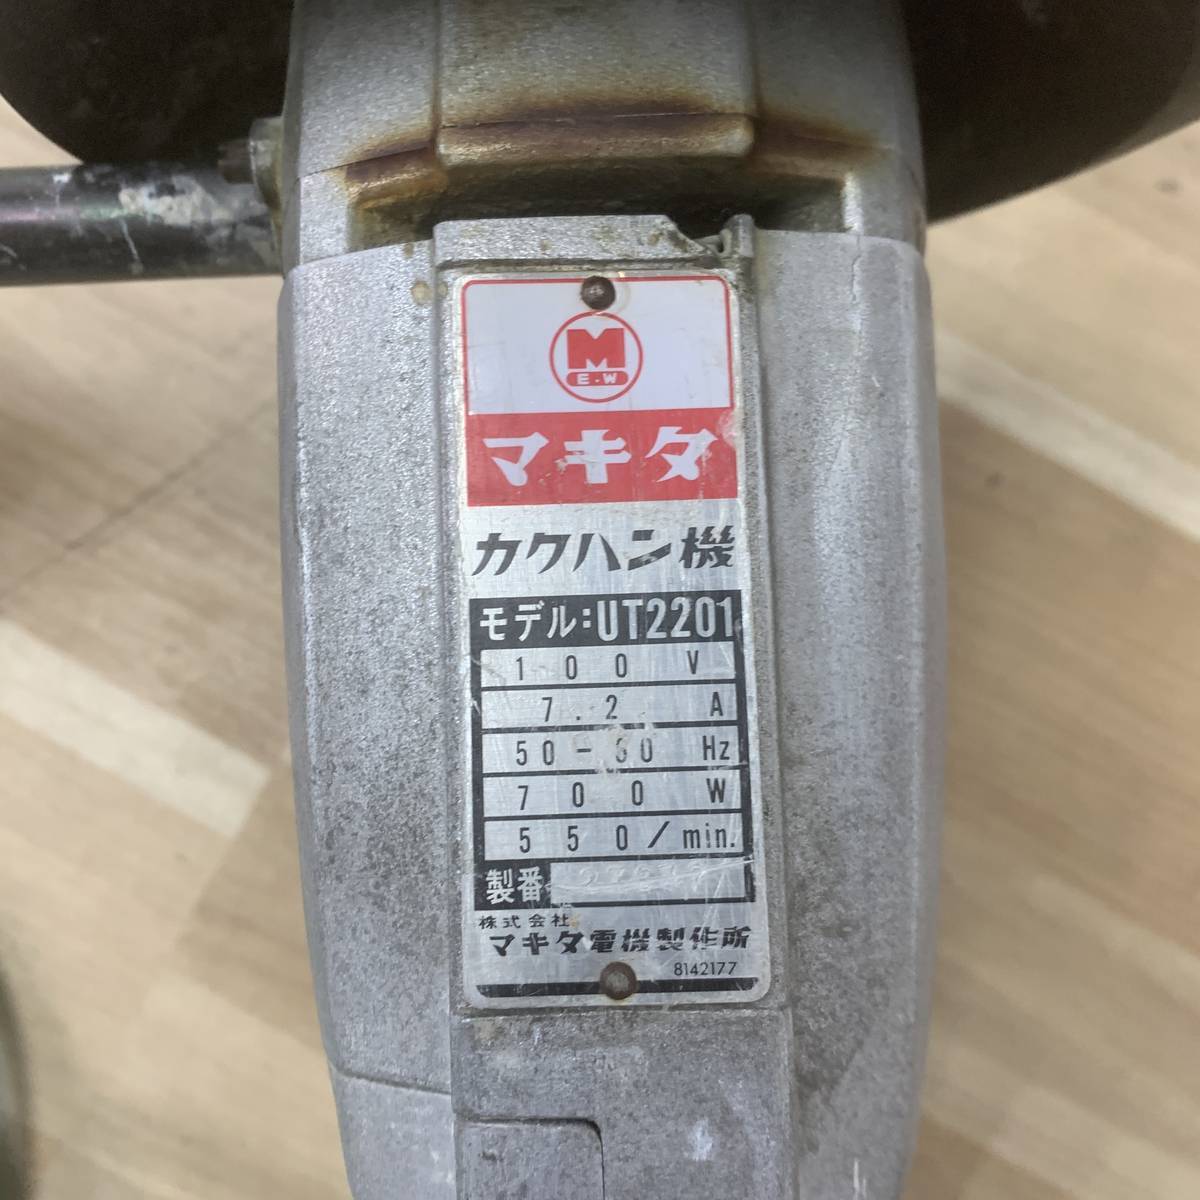 M
E.W
マキタ
カクハン機
モデル:UT2201
100 V
7.2 A
50-60 Hz
700 W
550/min.
製番
株式会社
マキタ電機製作所
8142177